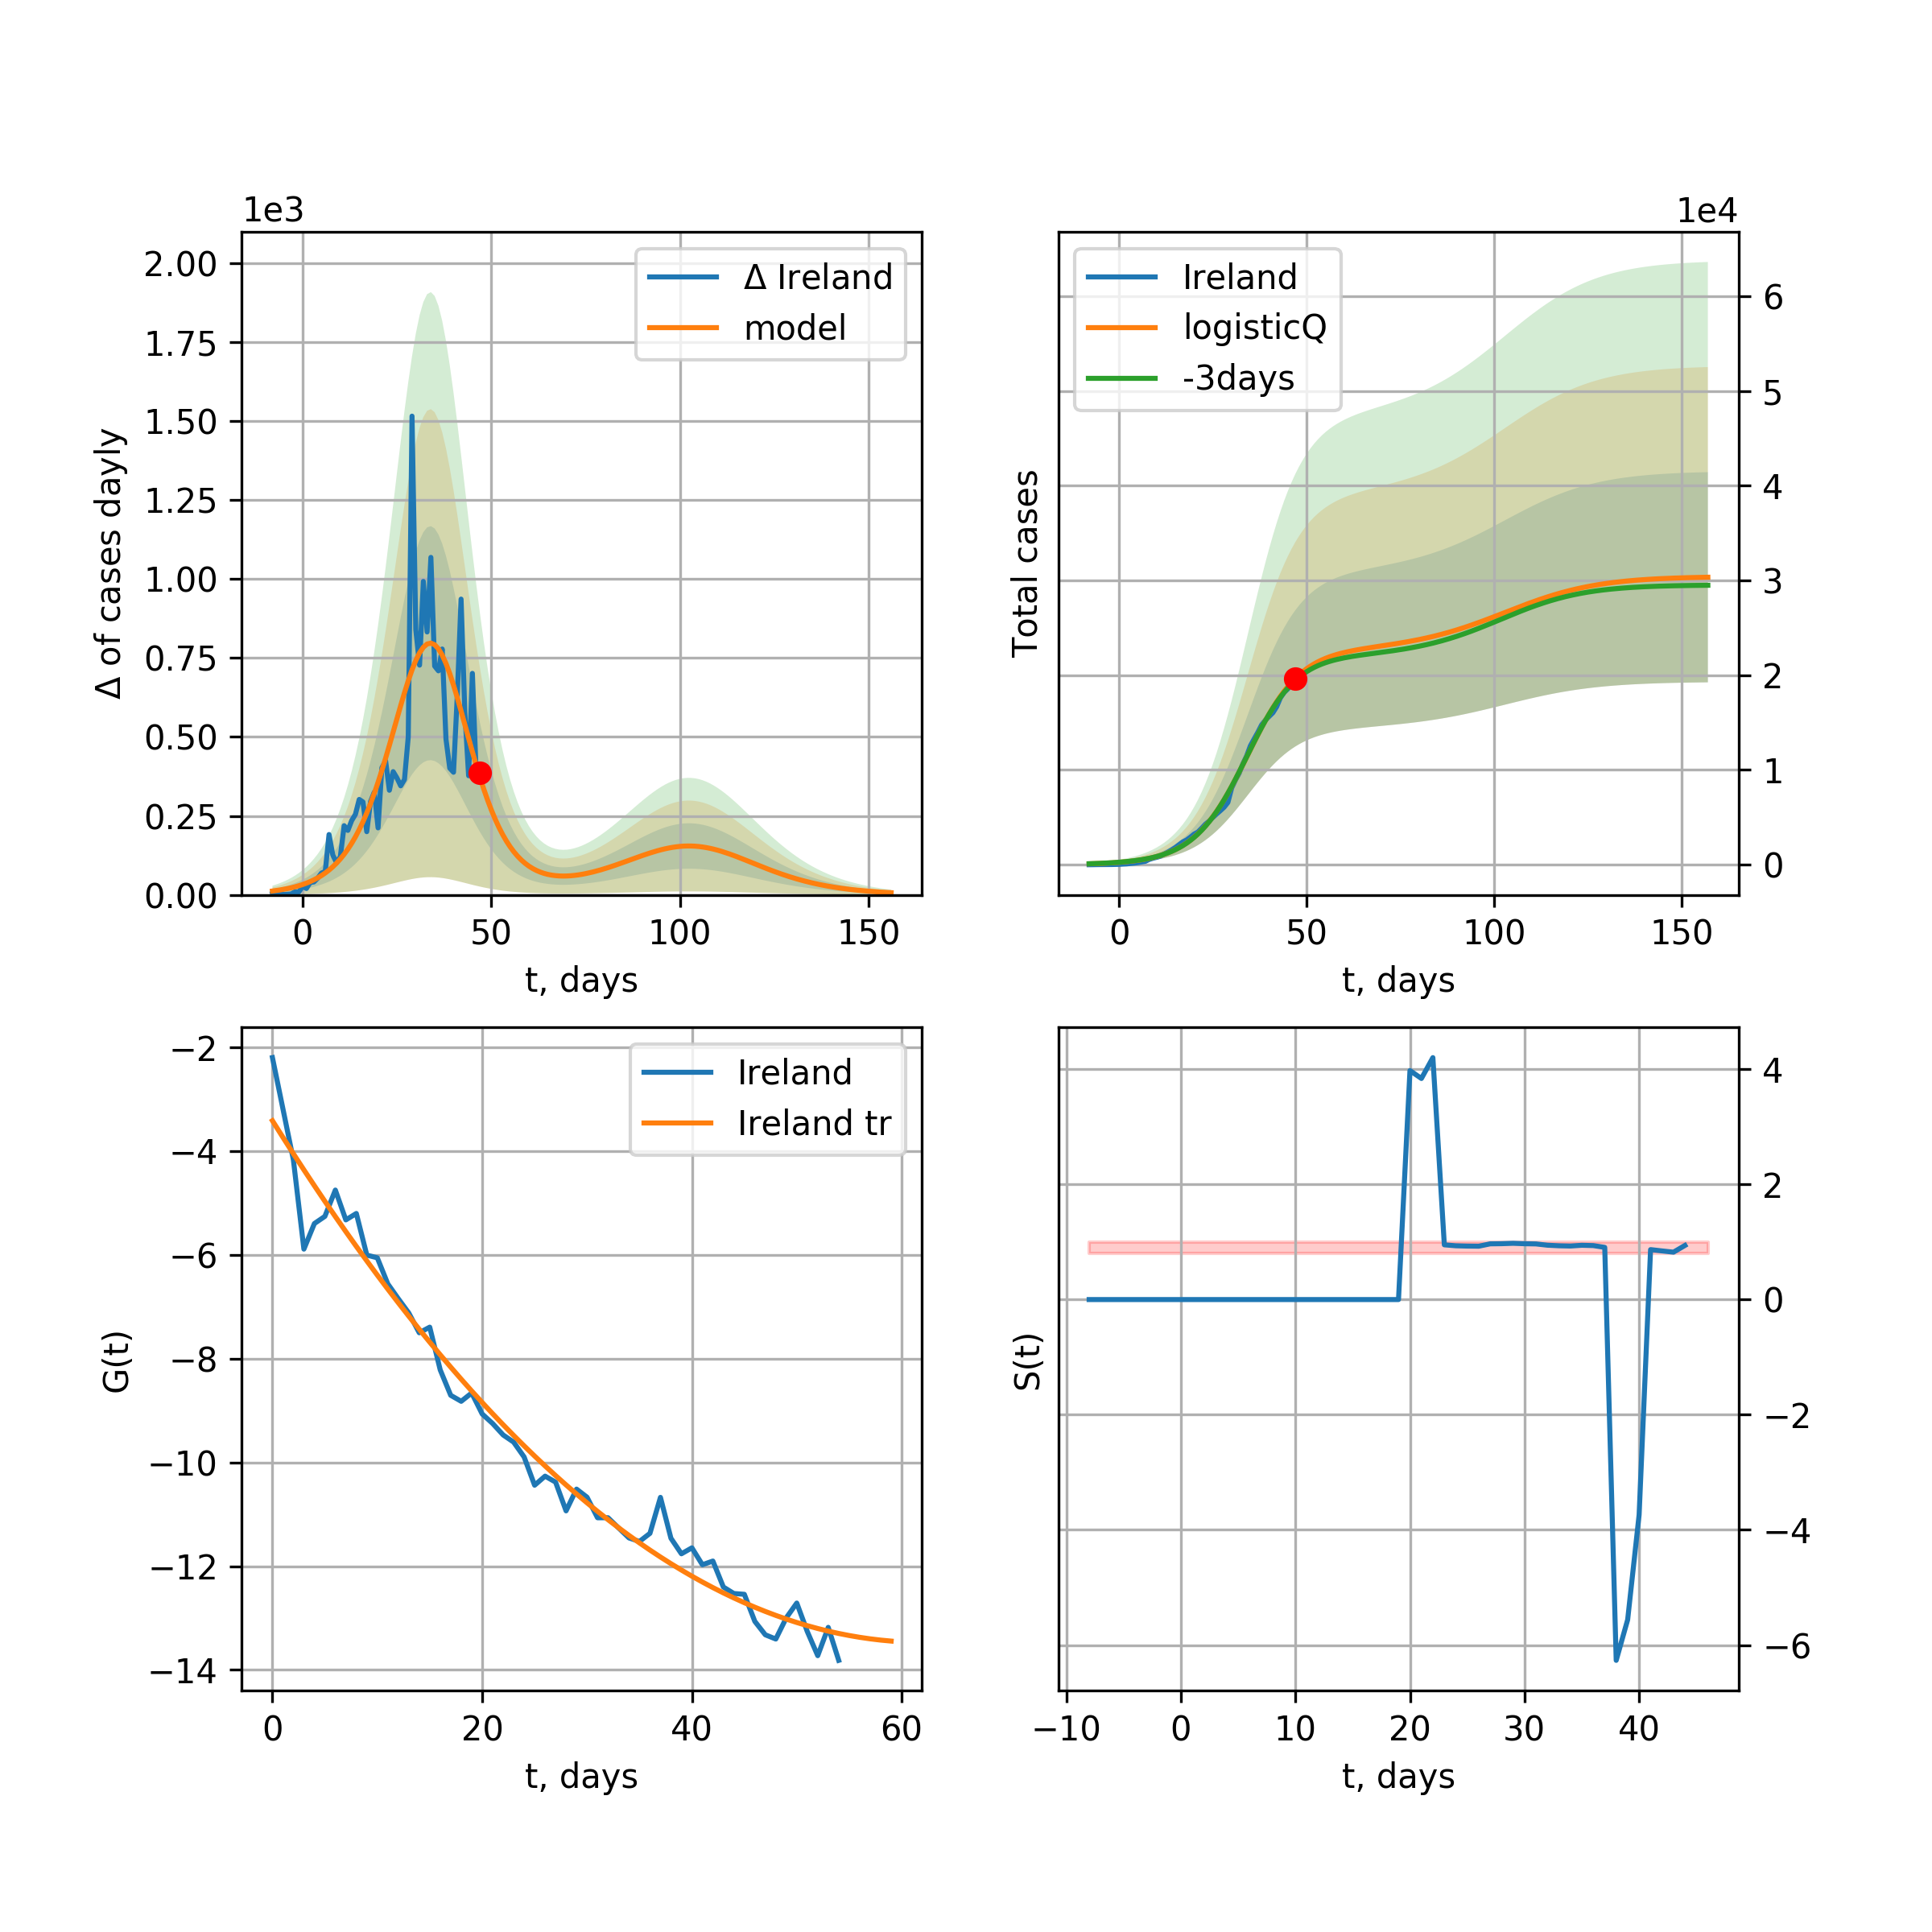 1e3
Δ of cases dayly
2.00
1.75
1.50
1.25
1.00
0.75
0.50
0.25
0.00
Δ Ireland
model
0 50 100 150
t, days
1e4
Total cases
Ireland
logisticQ
-3days
6
5
4
3
2
1
0
0 50 100 150
t, days
G(t)
−2
−4
−6
−8
−10
−12
−14
Ireland
Ireland tr
0 20 40 60
t, days
S(t)
4
2
0
−2
−4
−6
−10 0 10 20 30 40
t, days